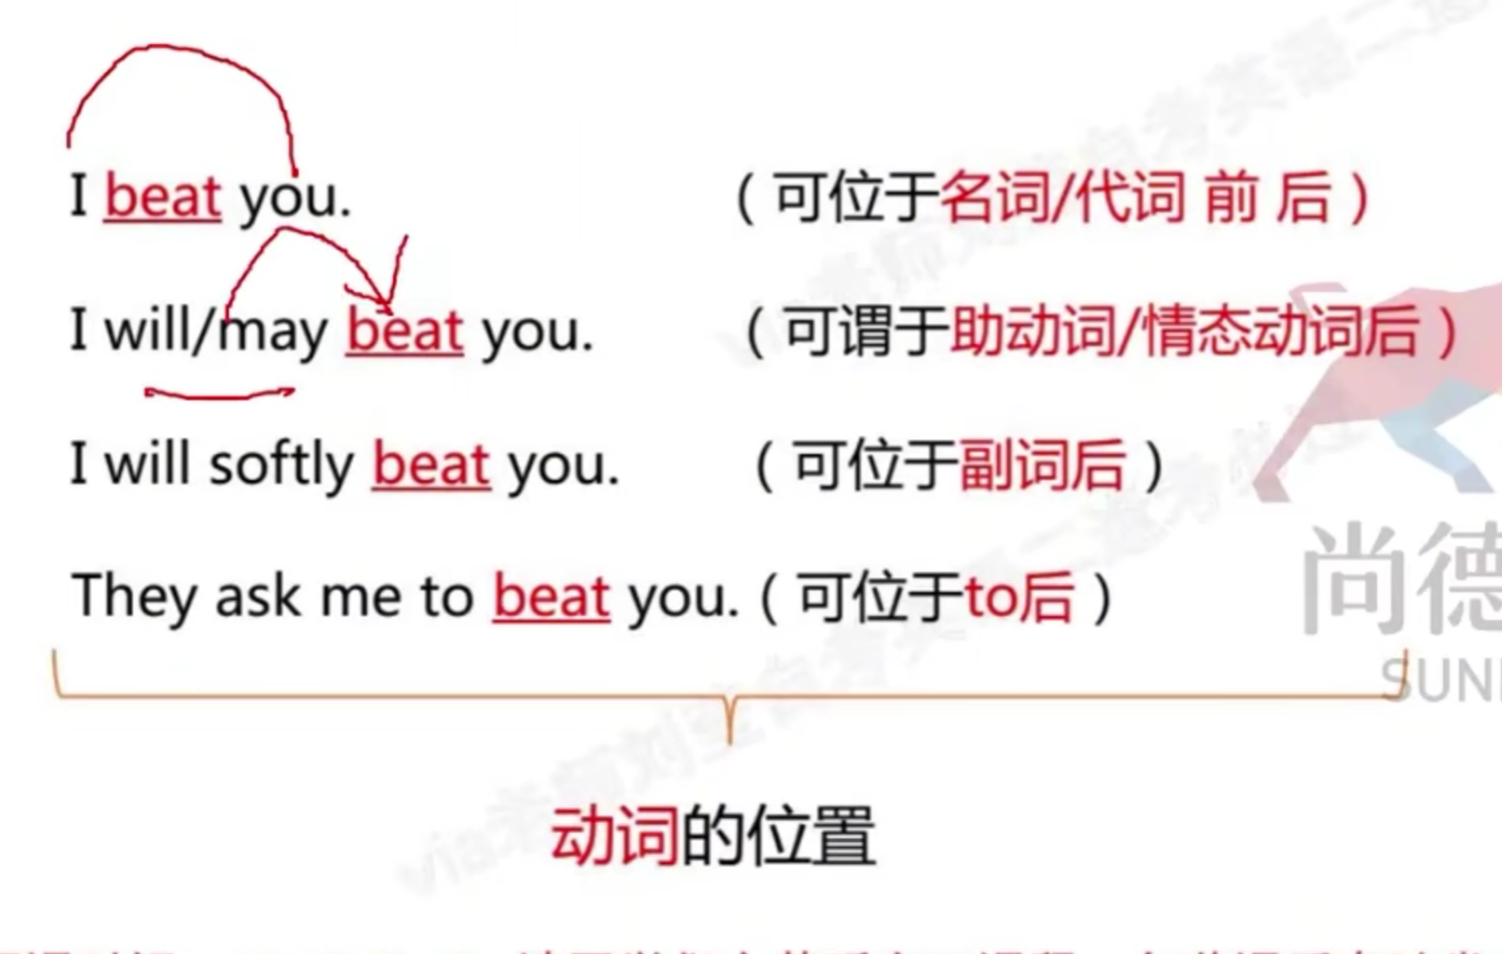 I beat you. （可位于名词/代词 前 后）
I will/may beat you. （可谓于助动词/情态动词后）
I will softly beat you. （可位于副词后）
They ask me to beat you.（可位于to后）
尚德
SUN
动词的位置